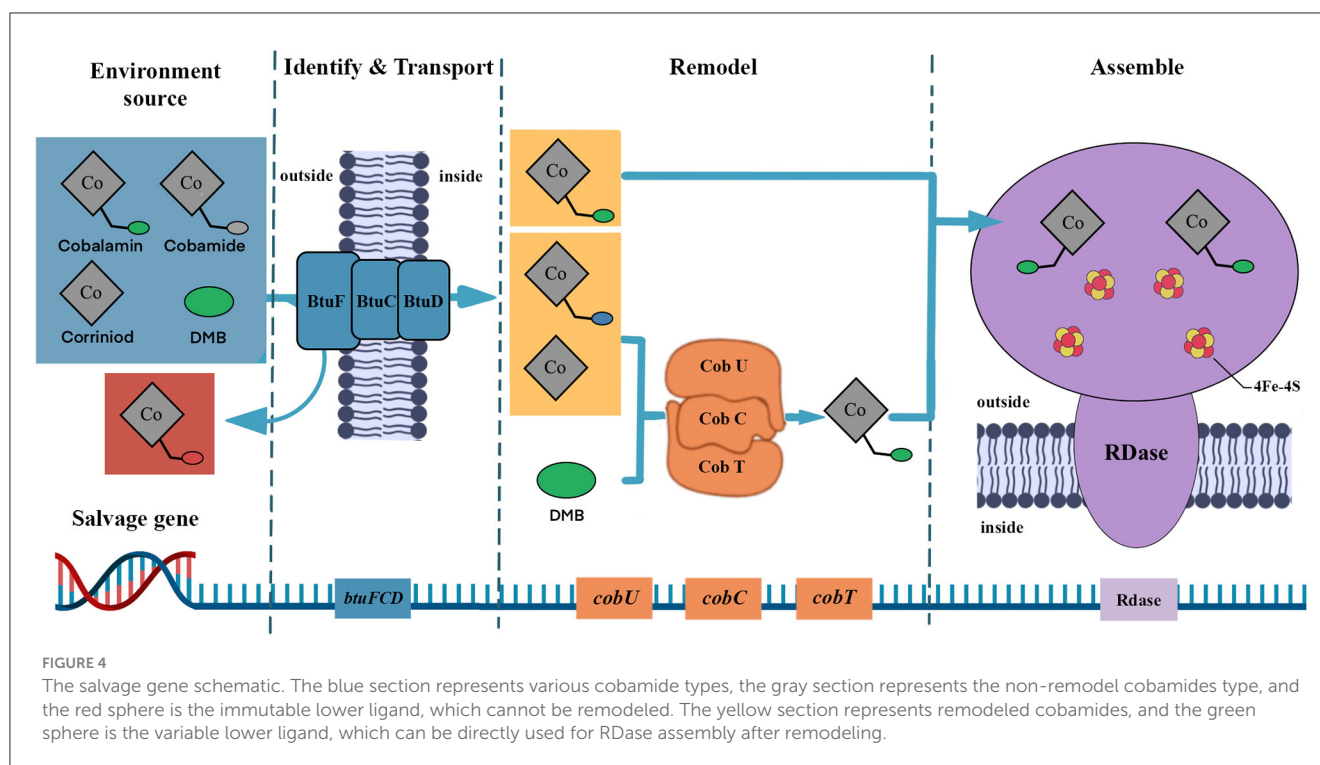 Environment
source
Identify & Transport
Remodel
Assemble
Co
Co
Cobalamin
Cobamide
Co
Corriniod
DMB
Co
outside
inside
BtuF
BtuC
BtuD
Co
Co
Co
DMB
Cob U
Cob C
Cob T
Co
Co
Co
4Fe-4S
outside
RDase
inside
Salvage gene
btuFCD
cobU
cobC
cobT
Rdase
FIGURE 4
The salvage gene schematic. The blue section represents various cobamide types, the gray section represents the non-remodel cobamides type, and
the red sphere is the immutable lower ligand, which cannot be remodeled. The yellow section represents remodeled cobamides, and the green
sphere is the variable lower ligand, which can be directly used for RDase assembly after remodeling.